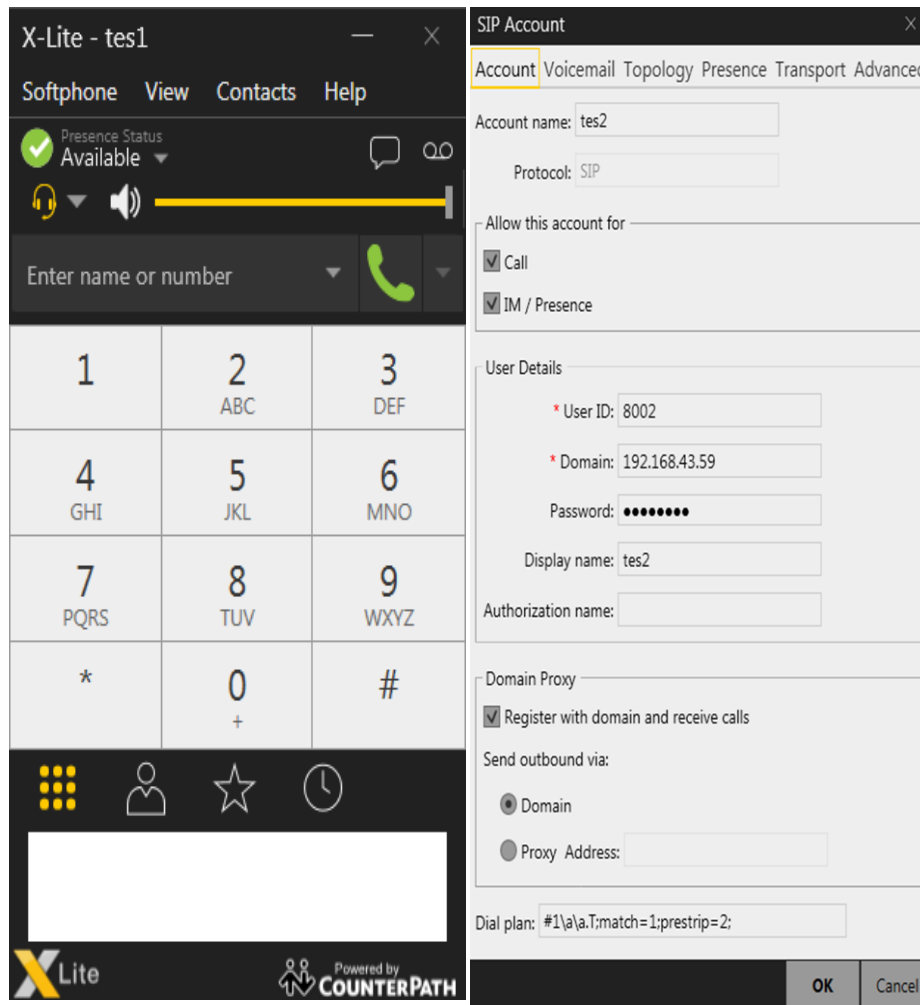 X-Lite - tes1
Softphone View Contacts Help
Presence Status
Available
Enter name or number
1
2
ABC
3
DEF
4
GHI
5
JKL
6
MNO
7
PQRS
8
TUV
9
WXYZ
*
0
+
#
X Lite
Powered by
COUNTERPATH
SIP Account
Account Voicemail Topology Presence Transport Advanced
Account name: tes2
Protocol: SIP
Allow this account for
Call
IM / Presence
User Details
* User ID: 8002
* Domain: 192.168.43.59
Password: ••••••••
Display name: tes2
Authorization name:
Domain Proxy
Register with domain and receive calls
Send outbound via:
Domain
Proxy Address:
Dial plan: #1\a\a.T;match=1;prestrip=2;
OK Cancel